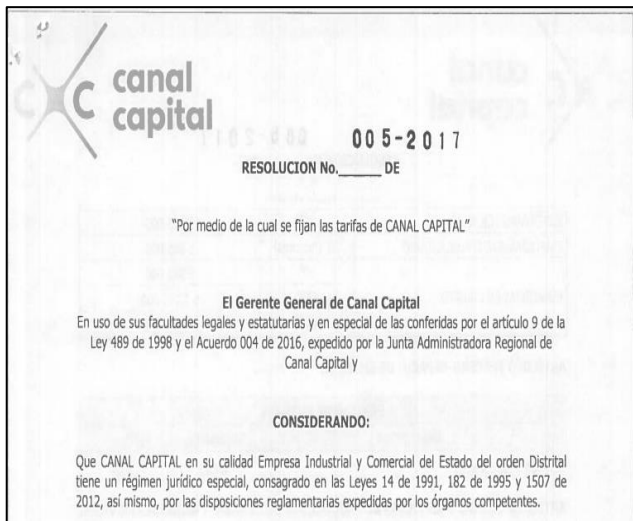 canal
capital
005-2017
RESOLUCION No.______ DE
"Por medio de la cual se fijan las tarifas de CANAL CAPITAL"
El Gerente General de Canal Capital
En uso de sus facultades legales y estatutarias y en especial de las conferidas por el artículo 9 de la
Ley 489 de 1998 y el Acuerdo 004 de 2016, expedido por la Junta Administradora Regional de
Canal Capital y
CONSIDERANDO:
Que CANAL CAPITAL en su calidad Empresa Industrial y Comercial del Estado del orden Distrital
tiene un régimen jurídico especial, consagrado en las Leyes 14 de 1991, 182 de 1995 y 1507 de
2012, así mismo, por las disposiciones reglamentarias expedidas por los órganos competentes.